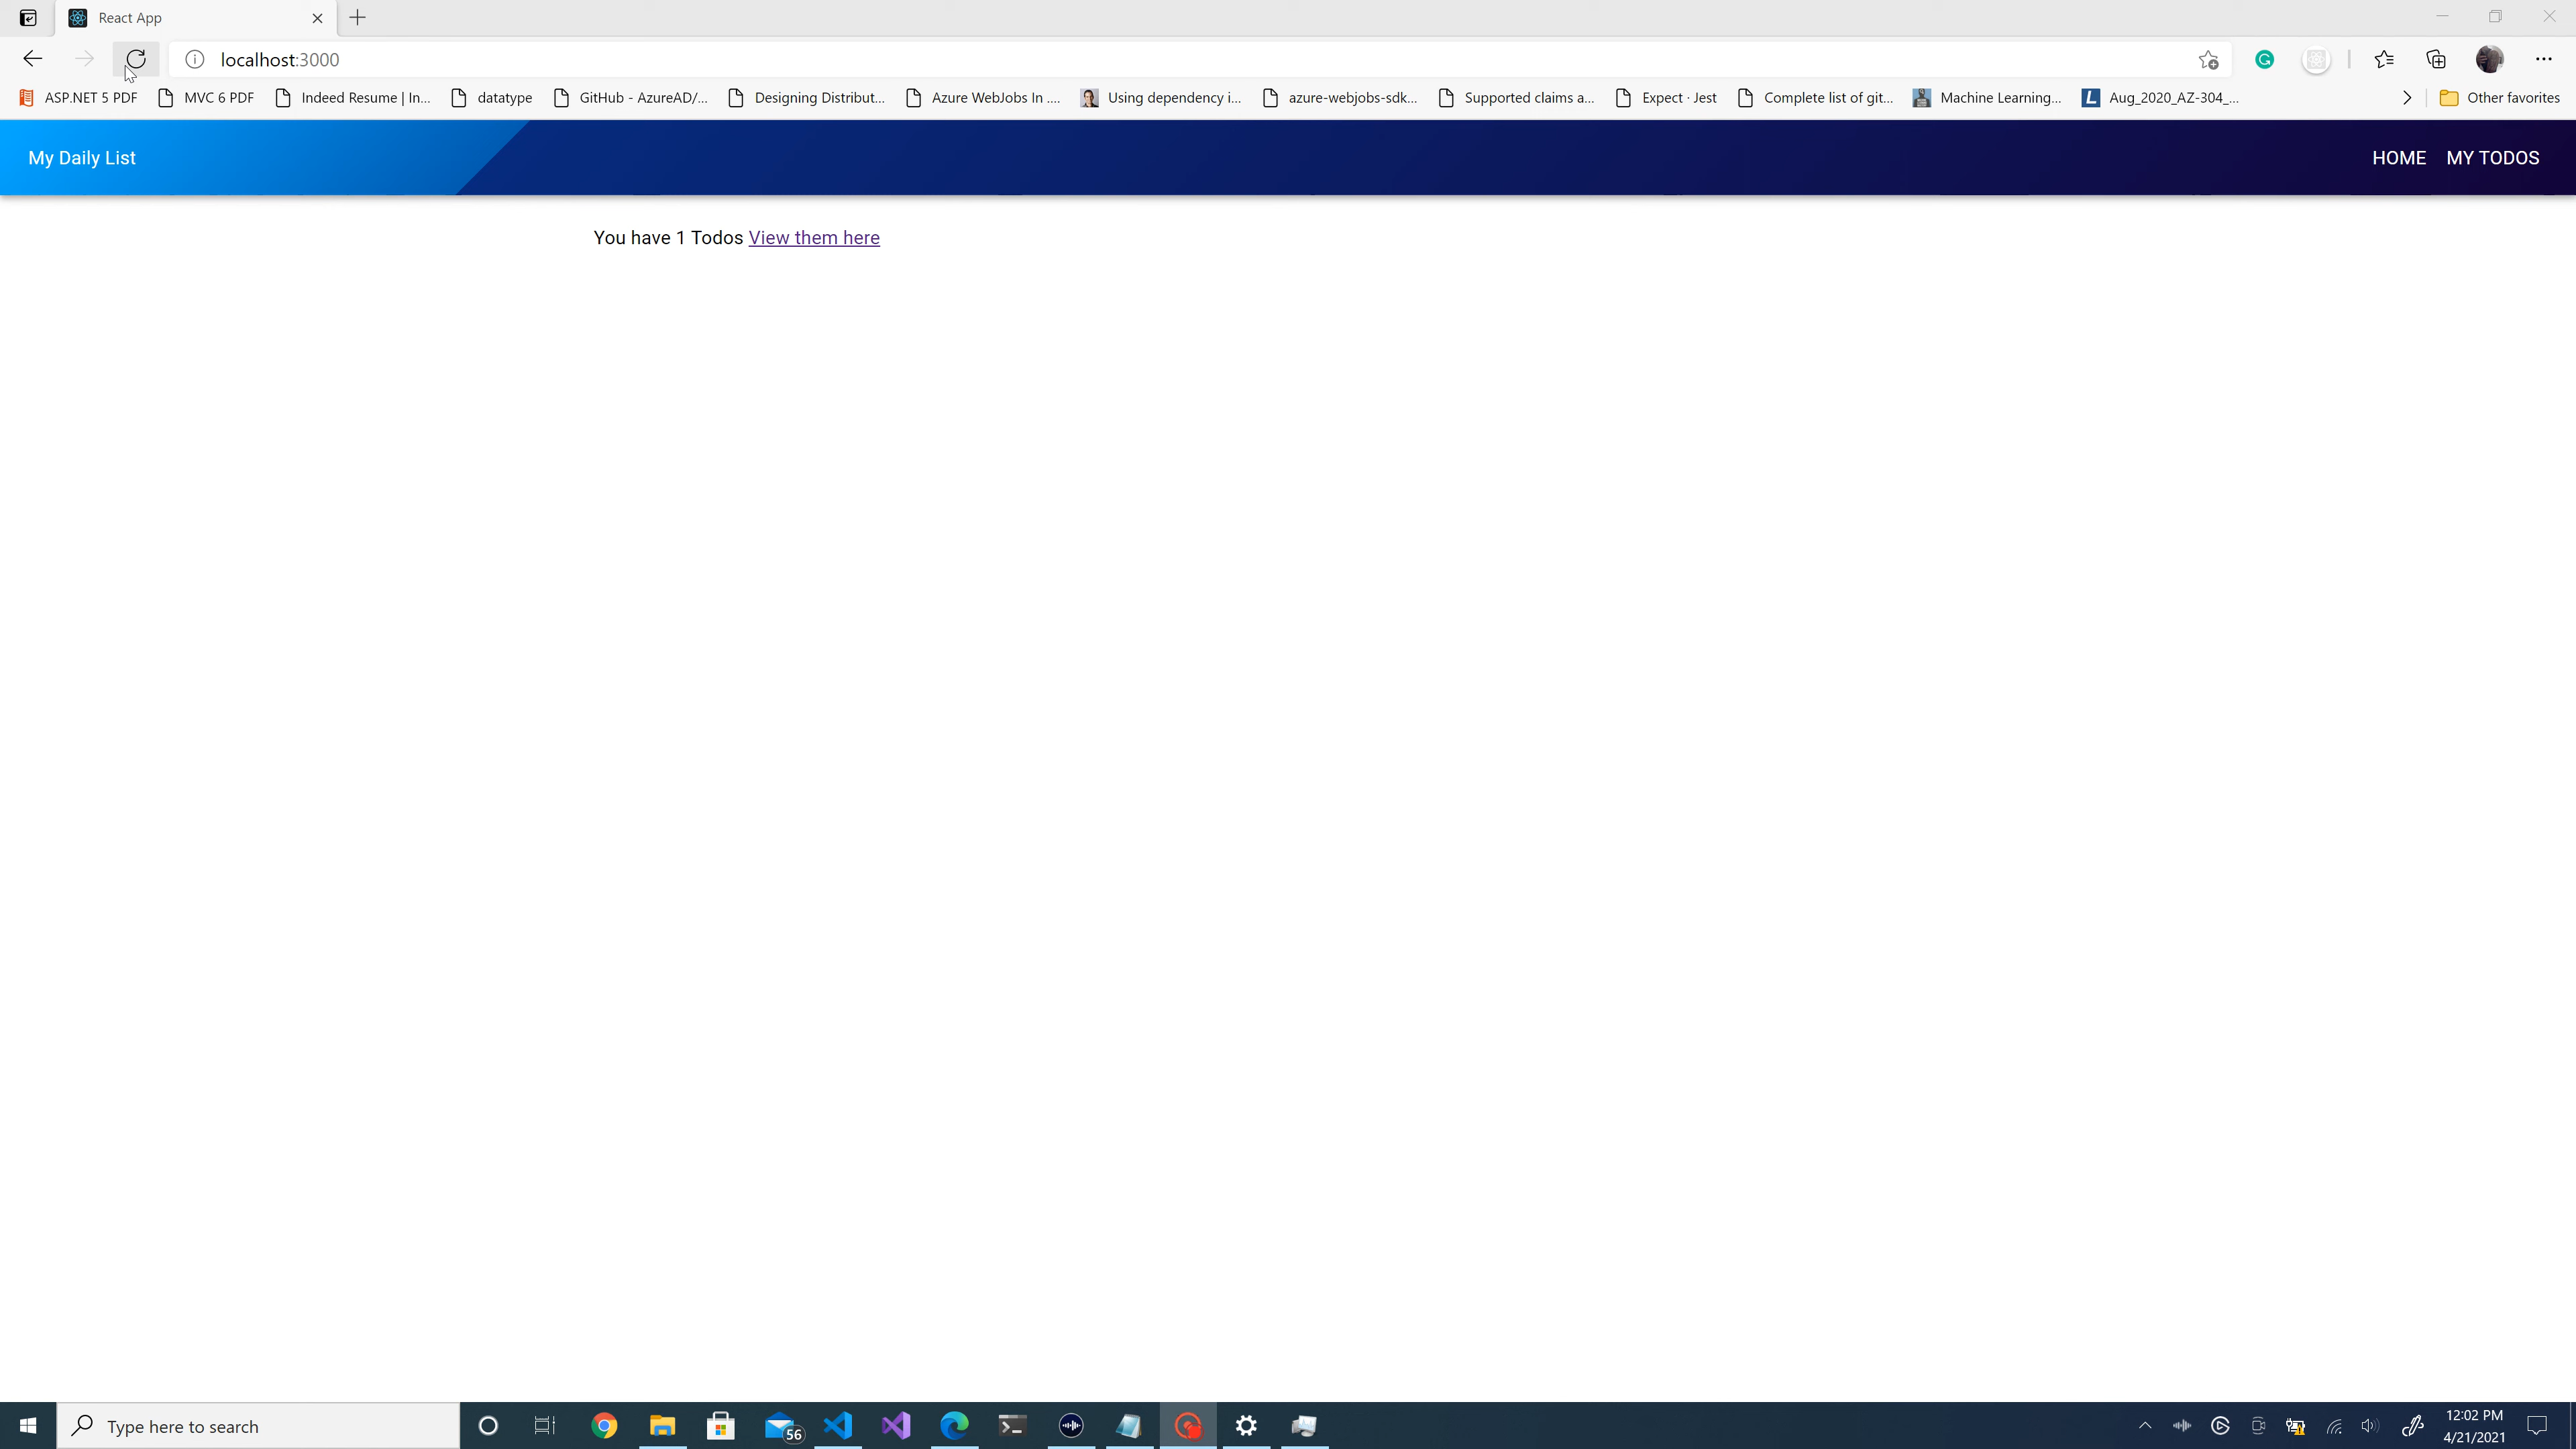 React App
localhost:3000
ASP.NET 5 PDF MVC 6 PDF Indeed Resume | In... datatype GitHub - AzureAD/... Designing Distribut... Azure WebJobs In .... Using dependency i... azure-webjobs-sdk... Supported claims a... Expect · Jest Complete list of git... Machine Learning... Aug_2020_AZ-304_... Other favorites
My Daily List HOME MY TODOS
You have 1 Todos View them here
Type here to search 56 12:02 PM
4/21/2021